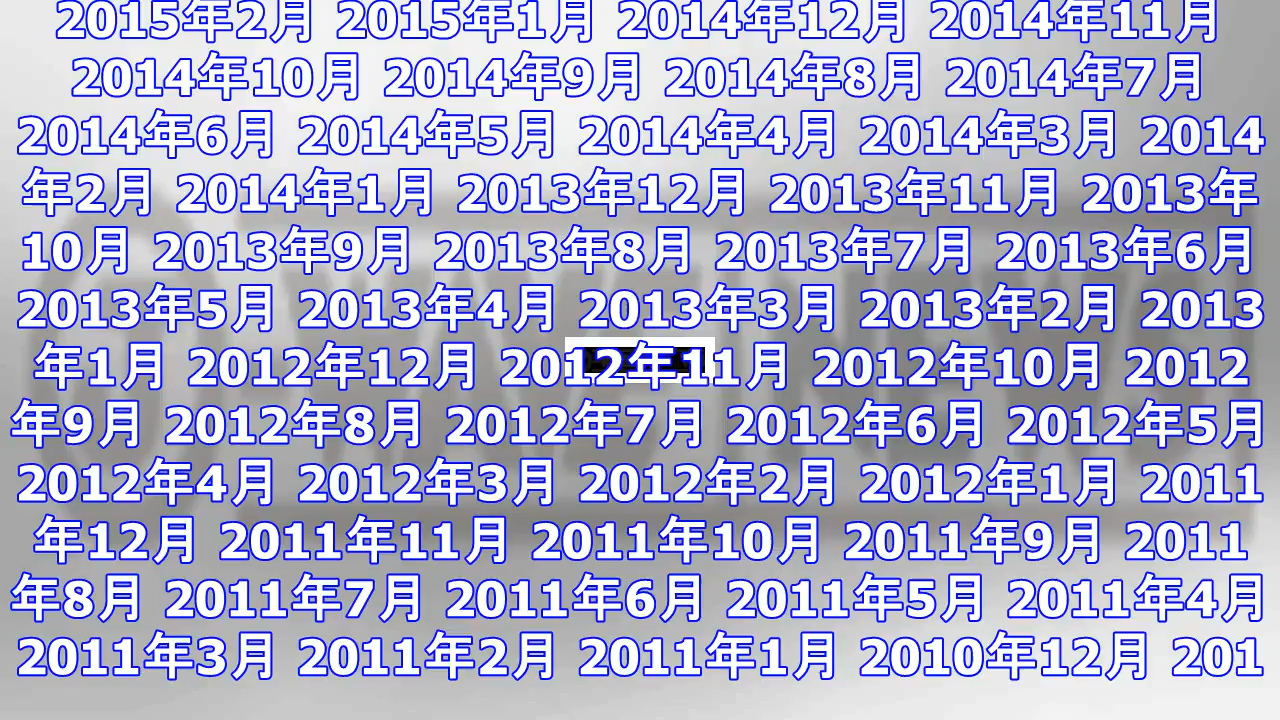 2015年2月 2015年1月 2014年12月 2014年11月
2014年10月 2014年9月 2014年8月 2014年7月
2014年6月 2014年5月 2014年4月 2014年3月 2014
年2月 2014年1月 2013年12月 2013年11月 2013年
10月 2013年9月 2013年8月 2013年7月 2013年6月
2013年5月 2013年4月 2013年3月 2013年2月 2013
年1月 2012年12月 2012年11月 2012年10月 2012
年9月 2012年8月 2012年7月 2012年6月 2012年5月
2012年4月 2012年3月 2012年2月 2012年1月 2011
年12月 2011年11月 2011年10月 2011年9月 2011
年8月 2011年7月 2011年6月 2011年5月 2011年4月
2011年3月 2011年2月 2011年1月 2010年12月 201